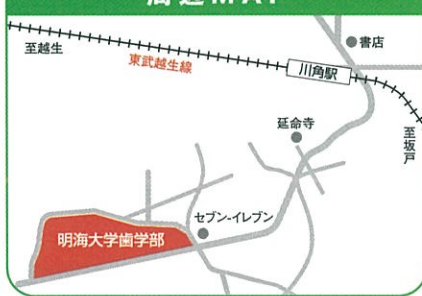 至越生
東武越生線
川角駅
書店
延命寺
至坂戸
セブン-イレブン
明海大学歯学部